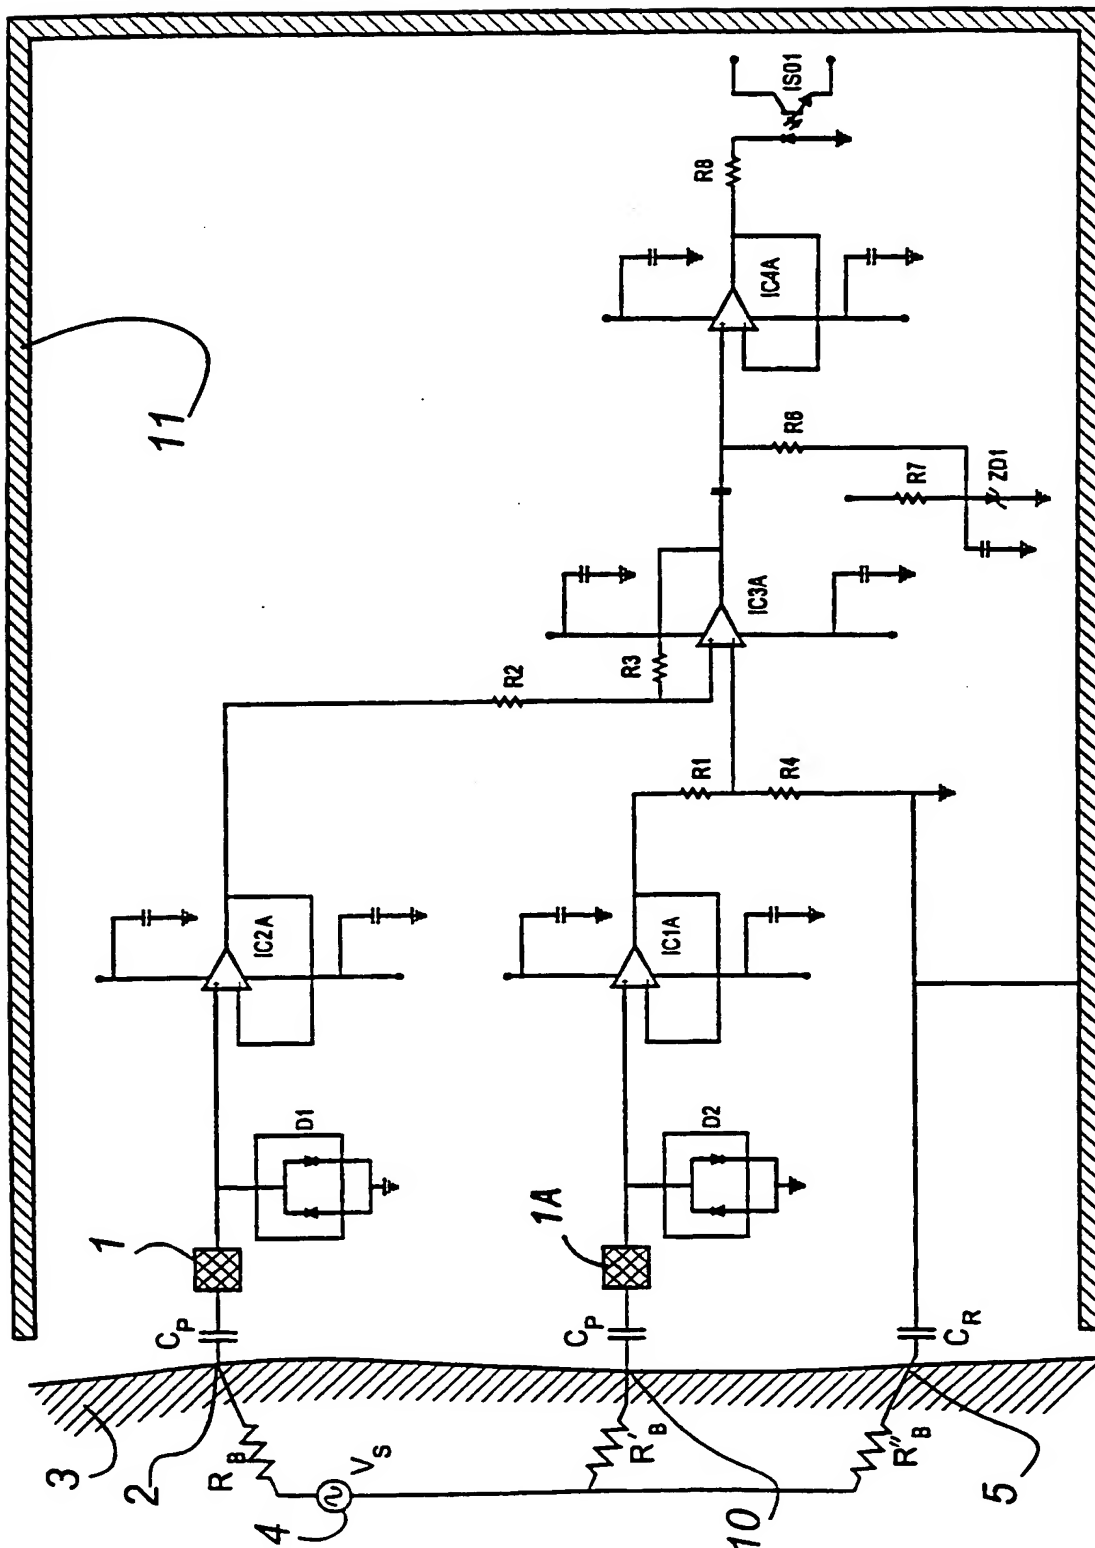 11
3
2
R_B
V_S
4
C_P
1
D1
IC2A
R2
R3
IC3A
10
R'_B
C_P
1A
D2
IC1A
R1
R4
5
R''_B
C_R
R6
R7
ZD1
IC4A
R8
ISO1